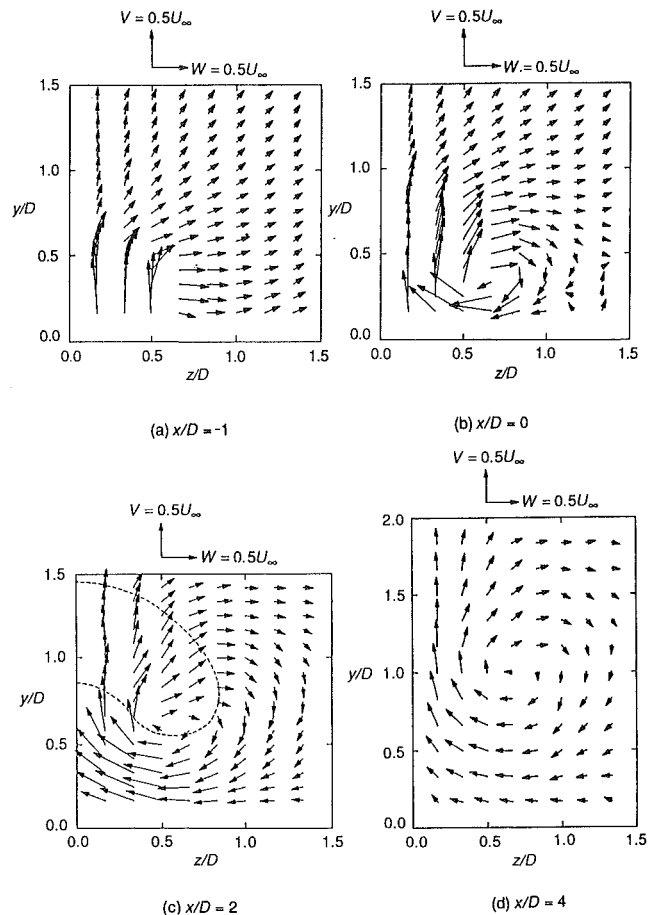 V = 0.5U∞
W = 0.5U∞
1.5
1.0
y/D
0.5
0.0
0.0 0.5 1.0 1.5
z/D
(a) x/D = -1
V = 0.5U∞
W. = 0.5U∞
1.5
1.0
y/D
0.5
0.0
0.0 0.5 1.0 1.5
z/D
(b) x/D = 0
V = 0.5U∞
W = 0.5U∞
1.5
1.0
y/D
0.5
0.0
0.0 0.5 1.0 1.5
z/D
(c) x/D = 2
V = 0.5U∞
W = 0.5U∞
2.0
1.5
y/D
1.0
0.5
0.0
0.0 0.5 1.0 1.5
z/D
(d) x/D = 4